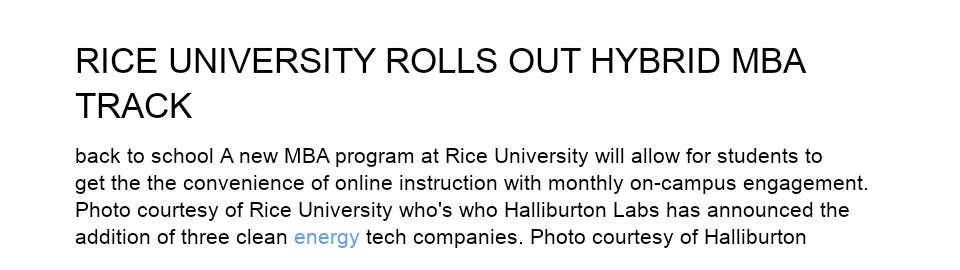 RICE UNIVERSITY ROLLS OUT HYBRID MBA
TRACK
back to school A new MBA program at Rice University will allow for students to
get the the convenience of online instruction with monthly on-campus engagement.
Photo courtesy of Rice University who's who Halliburton Labs has announced the
addition of three clean energy tech companies. Photo courtesy of Halliburton